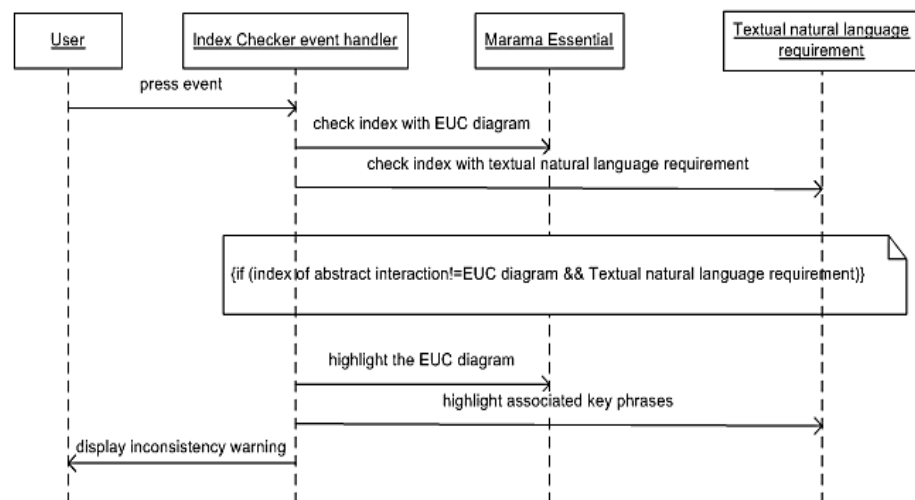 User
Index Checker event handler
Marama Essential
Textual natural language
requirement
press event
check index with EUC diagram
check index with textual natural language requirement
{if (index of abstract interaction!=EUC diagram && Textual natural language requirement)}
highlight the EUC diagram
highlight associated key phrases
display inconsistency warning